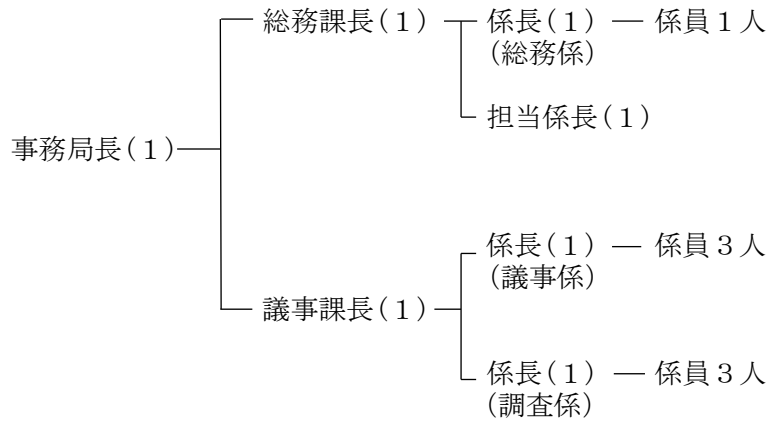 総務課長(1) 係長(1) ― 係員1人
(総務係)
担当係長(1)
事務局長(1)
係長(1) ― 係員3人
(議事係)
議事課長(1)
係長(1) ― 係員3人
(調査係)